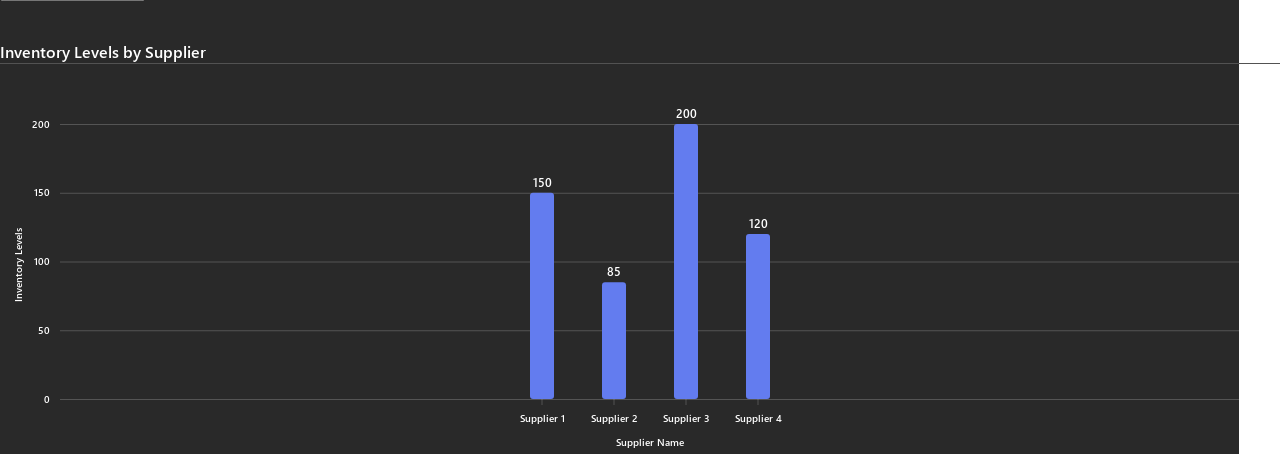 Inventory Levels by Supplier
200
150
100
50
0
Inventory Levels
150
85
200
120
Supplier 1
Supplier 2
Supplier 3
Supplier 4
Supplier Name